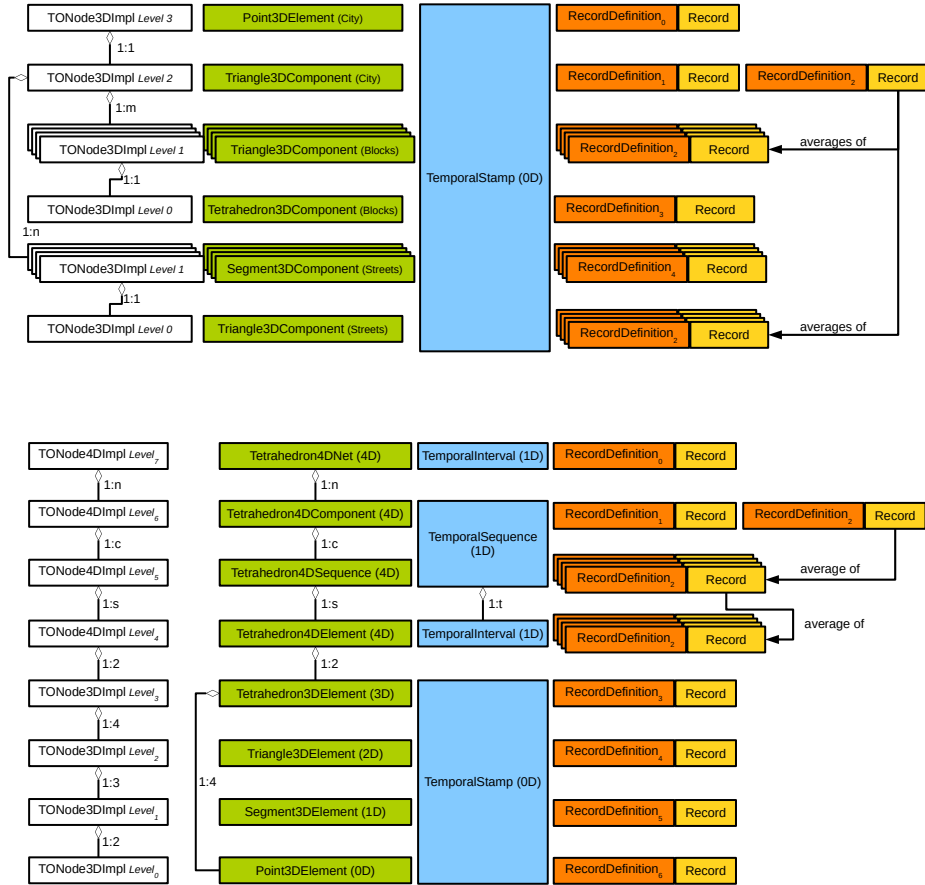 TONode3DImpl Level 3 Point3DElement (City) RecordDefinition0 Record
1:1
TONode3DImpl Level 2 Triangle3DComponent (City) RecordDefinition1 Record RecordDefinition2 Record
1:m
TONode3DImpl Level 1 Triangle3DComponent (Blocks) RecordDefinition2 Record averages of
1:1
TemporalStamp (0D)
TONode3DImpl Level 0 Tetrahedron3DComponent (Blocks) RecordDefinition3 Record
1:n
TONode3DImpl Level 1 Segment3DComponent (Streets) RecordDefinition4 Record
1:1
TONode3DImpl Level 0 Triangle3DComponent (Streets) RecordDefinition2 Record averages of
TONode4DImpl Level7 Tetrahedron4DNet (4D) TemporalInterval (1D) RecordDefinition0 Record
1:n 1:n
TONode4DImpl Level6 Tetrahedron4DComponent (4D) RecordDefinition1 Record RecordDefinition2 Record
TemporalSequence
(1D)
1:c 1:c
TONode4DImpl Level5 Tetrahedron4DSequence (4D) RecordDefinition2 Record average of
1:s 1:s 1:t
TONode4DImpl Level4 Tetrahedron4DElement (4D) TemporalInterval (1D) RecordDefinition2 Record average of
1:2 1:2
TONode3DImpl Level3 Tetrahedron3DElement (3D) RecordDefinition3 Record
1:4
TONode3DImpl Level2 Triangle3DElement (2D) RecordDefinition4 Record
1:3 1:4 TemporalStamp (0D)
TONode3DImpl Level1 Segment3DElement (1D) RecordDefinition5 Record
1:2
TONode3DImpl Level0 Point3DElement (0D) RecordDefinition6 Record